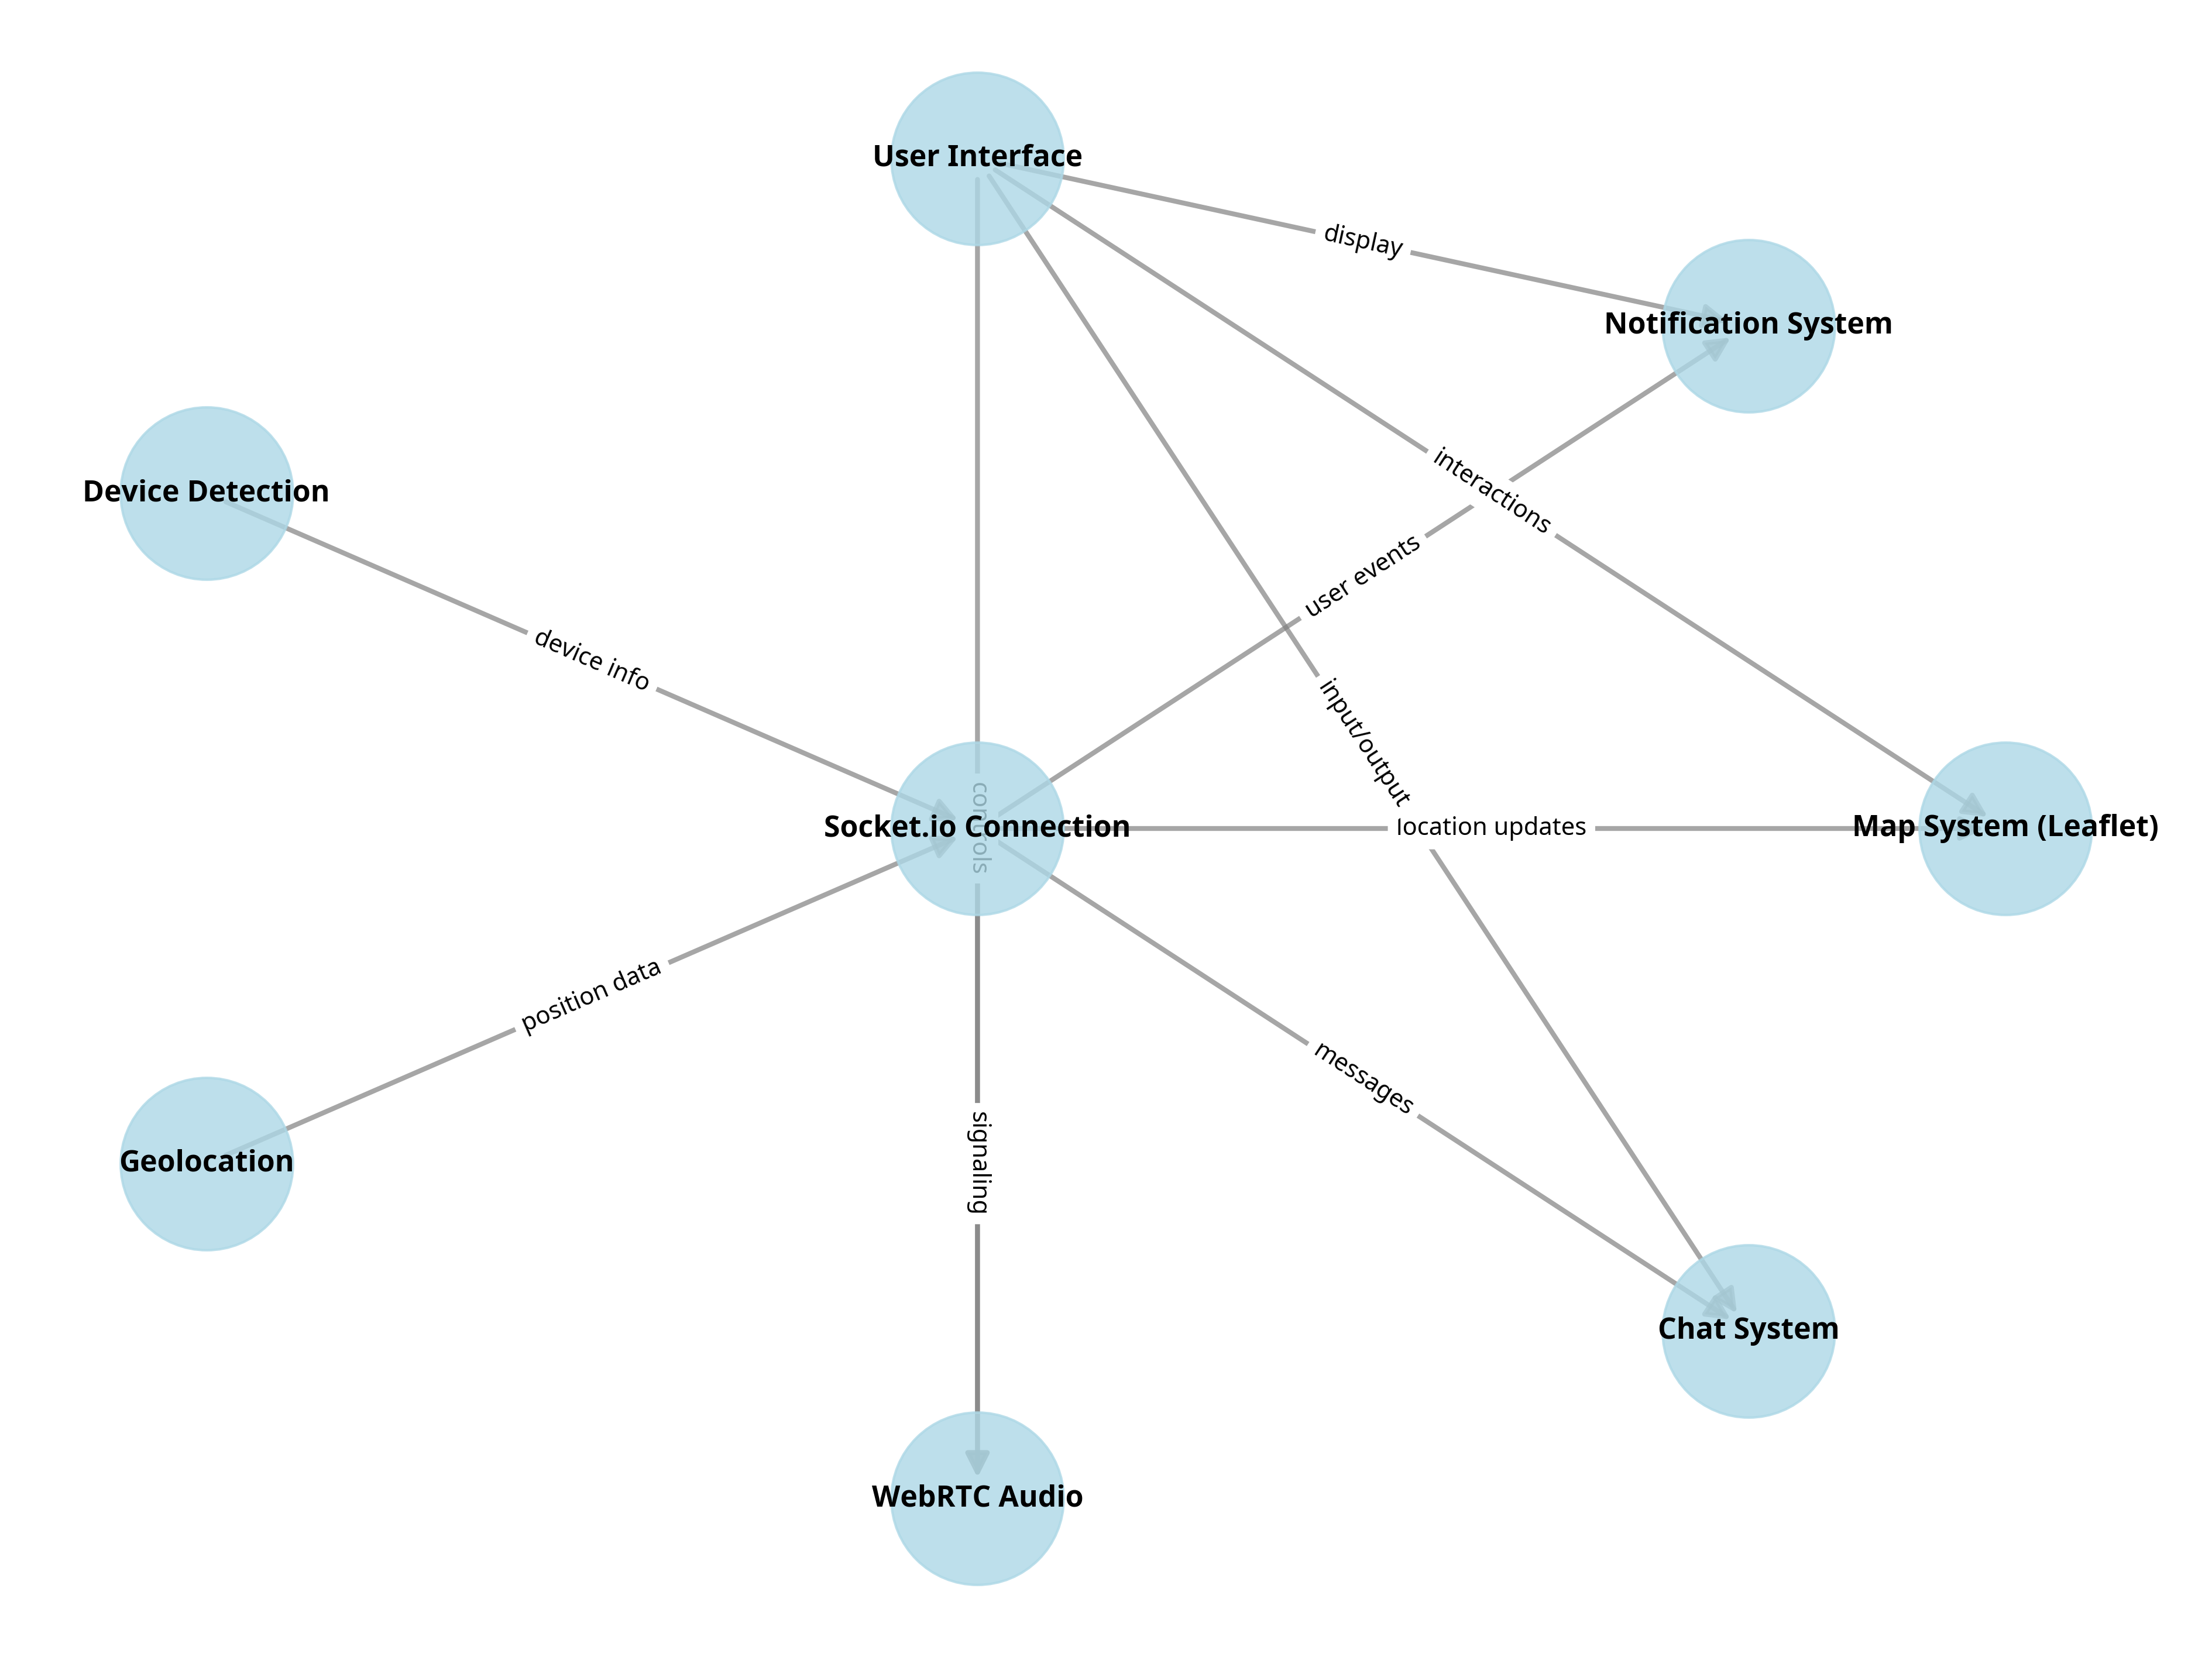 User Interface
display
Notification System
interactions
Device Detection
user events
device info
input/output
controls
Socket.io Connection
location updates
Map System (Leaflet)
position data
messages
signaling
Geolocation
Chat System
WebRTC Audio